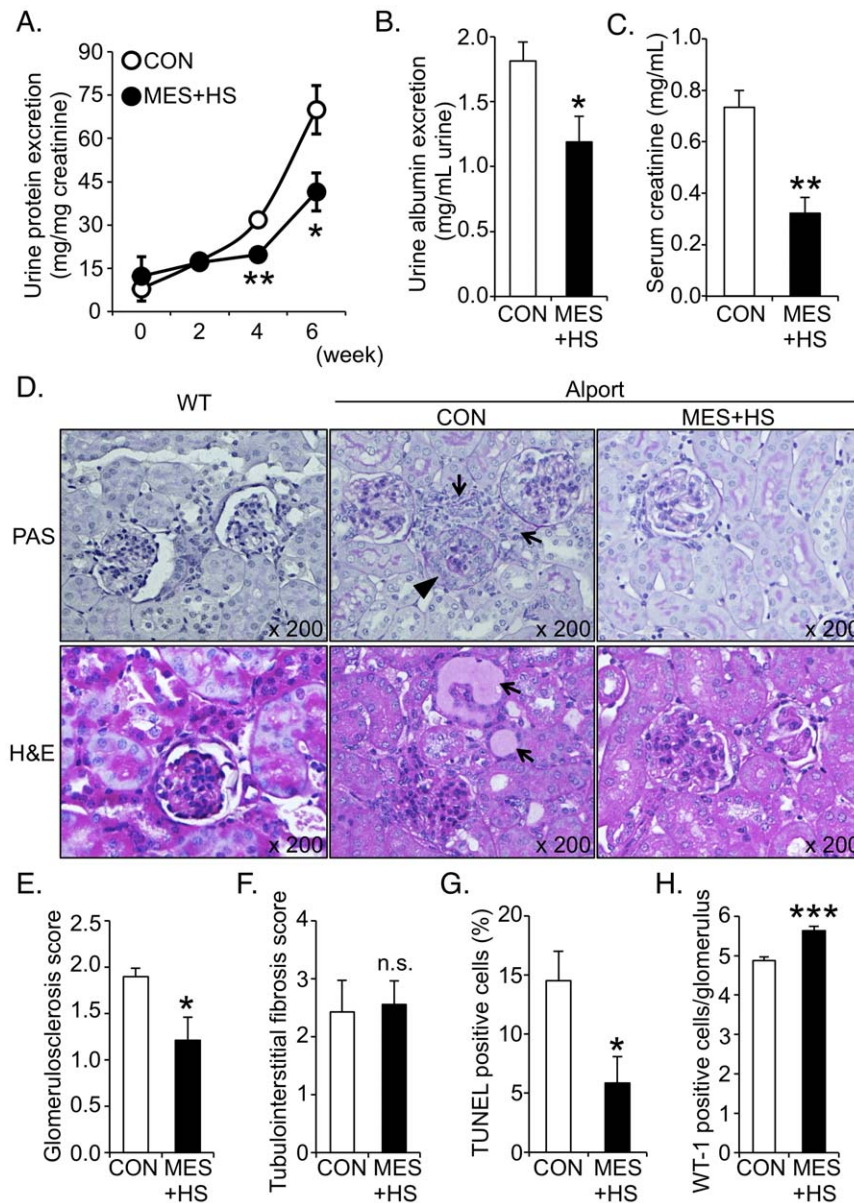 A.
Urine protein excretion
(mg/mg creatinine)
90
75
60
45
30
15
0
CON
MES+HS
**
*
0 2 4 6
(week)
B.
Urine albumin excretion
(mg/mL urine)
2.0
1.5
1.0
0.5
0.0
*
CON MES
+HS
C.
Serum creatinine (mg/mL)
1.0
0.8
0.6
0.4
0.2
0.0
**
CON MES
+HS
D.
Alport
WT CON MES+HS
PAS
x 200 x 200 x 200
H&E
x 200 x 200 x 200
E.
Glomerulosclerosis score
2.5
2.0
1.5
1.0
0.5
0.0
*
CON MES
+HS
F.
Tubulointerstitial fibrosis score
4
3
2
1
0
n.s.
CON MES
+HS
G.
TUNEL positive cells (%)
20
15
10
5
0
*
CON MES
+HS
H.
WT-1 positive cells/glomerulus
6
5
4
3
2
1
0
***
CON MES
+HS